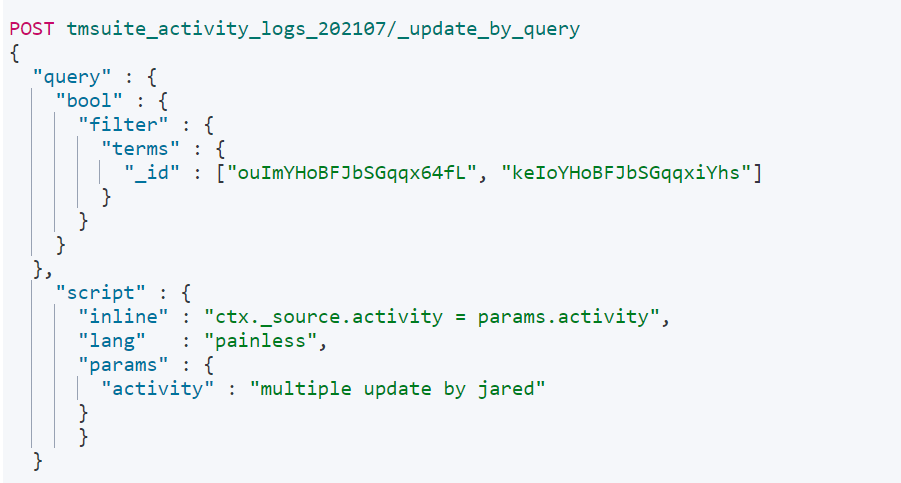 POST tmsuite_activity_logs_202107/_update_by_query
{
  "query" : {
    "bool" : {
      "filter" : {
        "terms" : {
          "_id" : ["ouImYHoBFJbSGqqx64fL", "keIoYHoBFJbSGqqxiYhs"]
        }
      }
    }
  },
    "script" : {
      "inline" : "ctx._source.activity = params.activity",
      "lang"   : "painless",
      "params" : {
        "activity" : "multiple update by jared"
      }
      }
  }